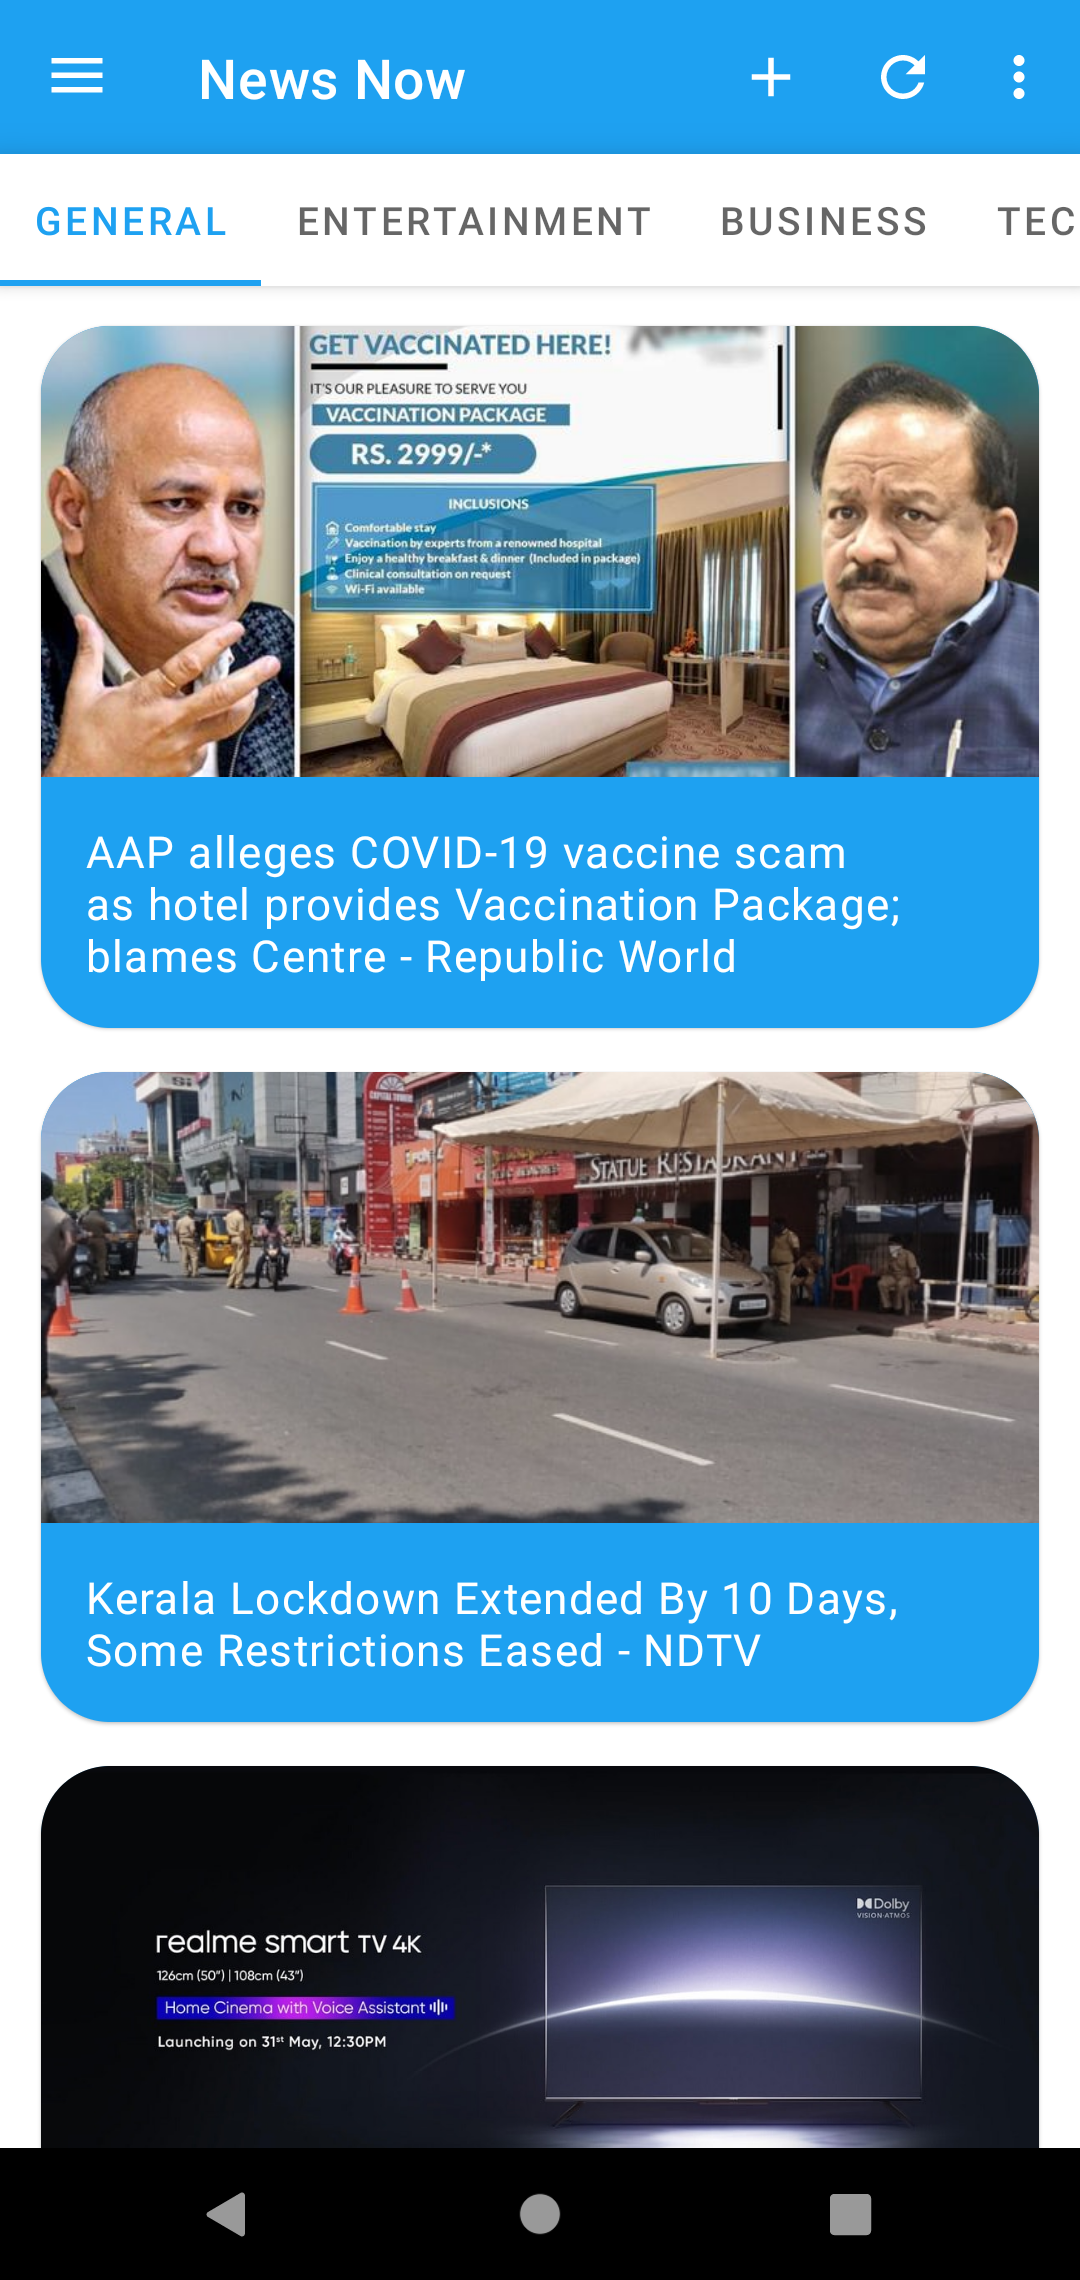 News Now
GENERAL ENTERTAINMENT BUSINESS TEC
GET VACCINATED HERE!
IT'S OUR PLEASURE TO SERVE YOU
VACCINATION PACKAGE
RS. 2999/-*
INCLUSIONS
Comfortable stay
Vaccination by experts from a renowned hospital
Enjoy a healthy breakfast & dinner (Included in package)
Clinical consultation on request
Wi-Fi available
AAP alleges COVID-19 vaccine scam
as hotel provides Vaccination Package;
blames Centre - Republic World
CAPITAL TOWERS
STATUE RESTAURANT
Kerala Lockdown Extended By 10 Days,
Some Restrictions Eased - NDTV
Dolby
VISION·ATMOS
realme smart TV 4K
126cm (50") | 108cm (43")
Home Cinema with Voice Assistant
Launching on 31st May, 12:30PM